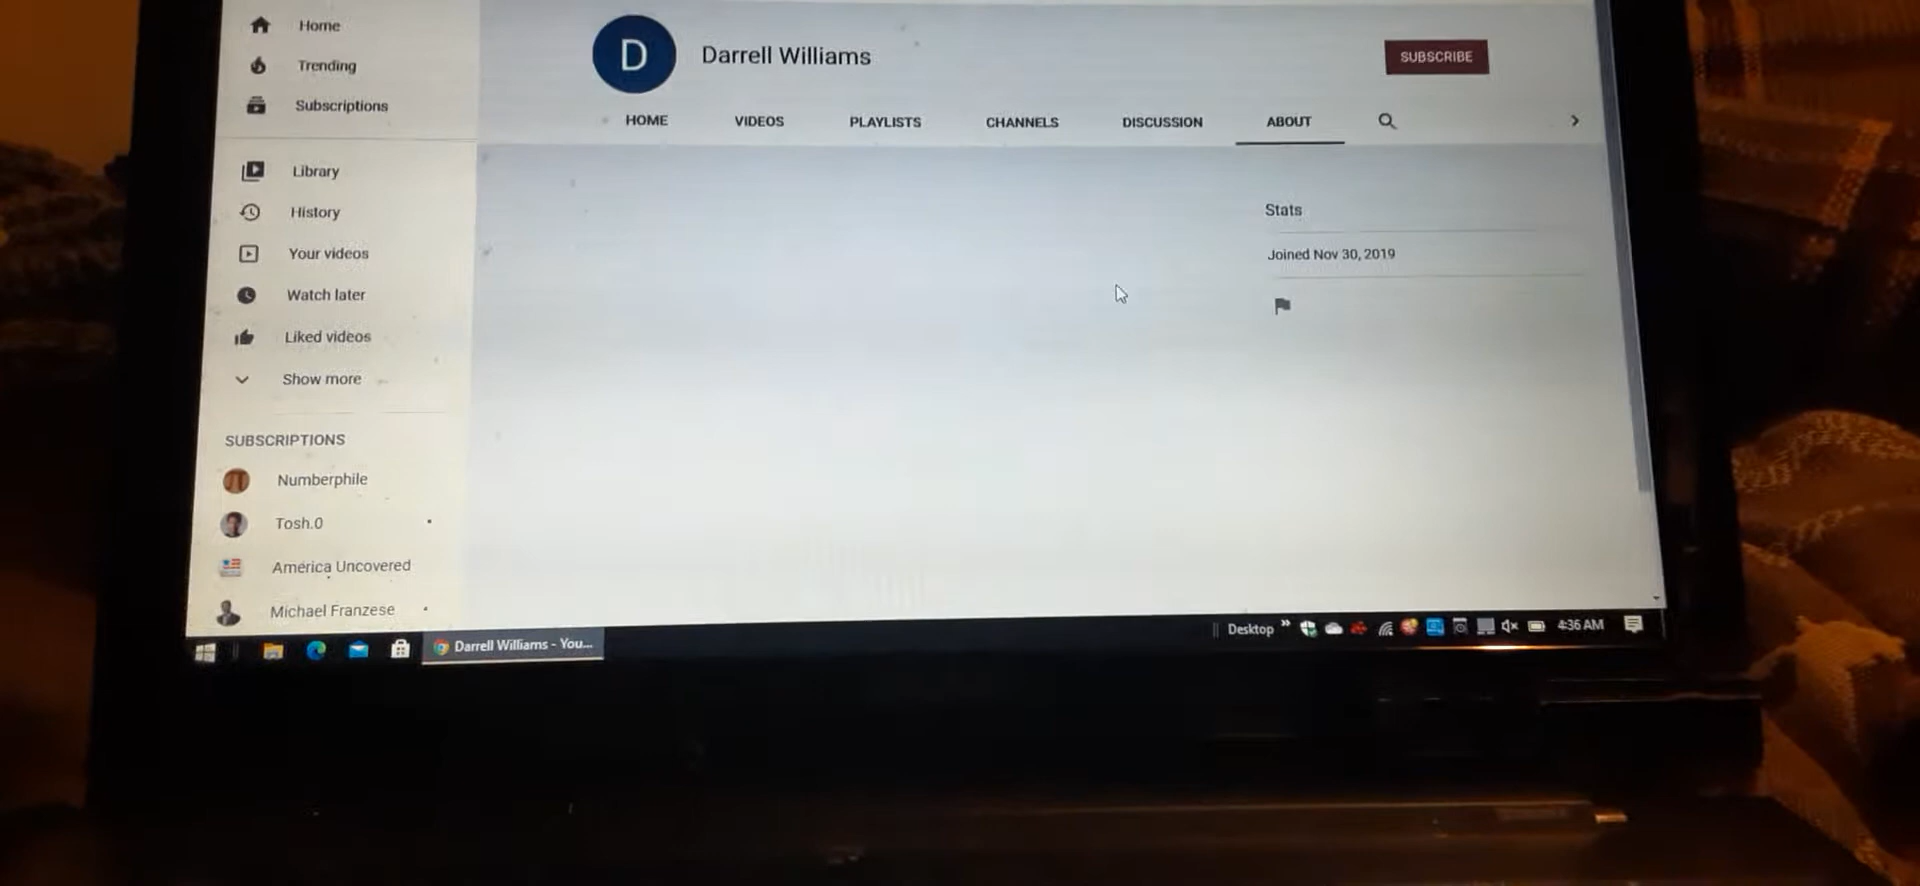 Home
Trending
Subscriptions
Library
History
Your videos
Watch later
Liked videos
Show more
SUBSCRIPTIONS
Numberphile
Tosh.0
America Uncovered
Michael Franzese
D
Darrell Williams
SUBSCRIBE
HOME VIDEOS PLAYLISTS CHANNELS DISCUSSION ABOUT
Stats
Joined Nov 30, 2019
Darrell Williams - You...
Desktop
4:36 AM